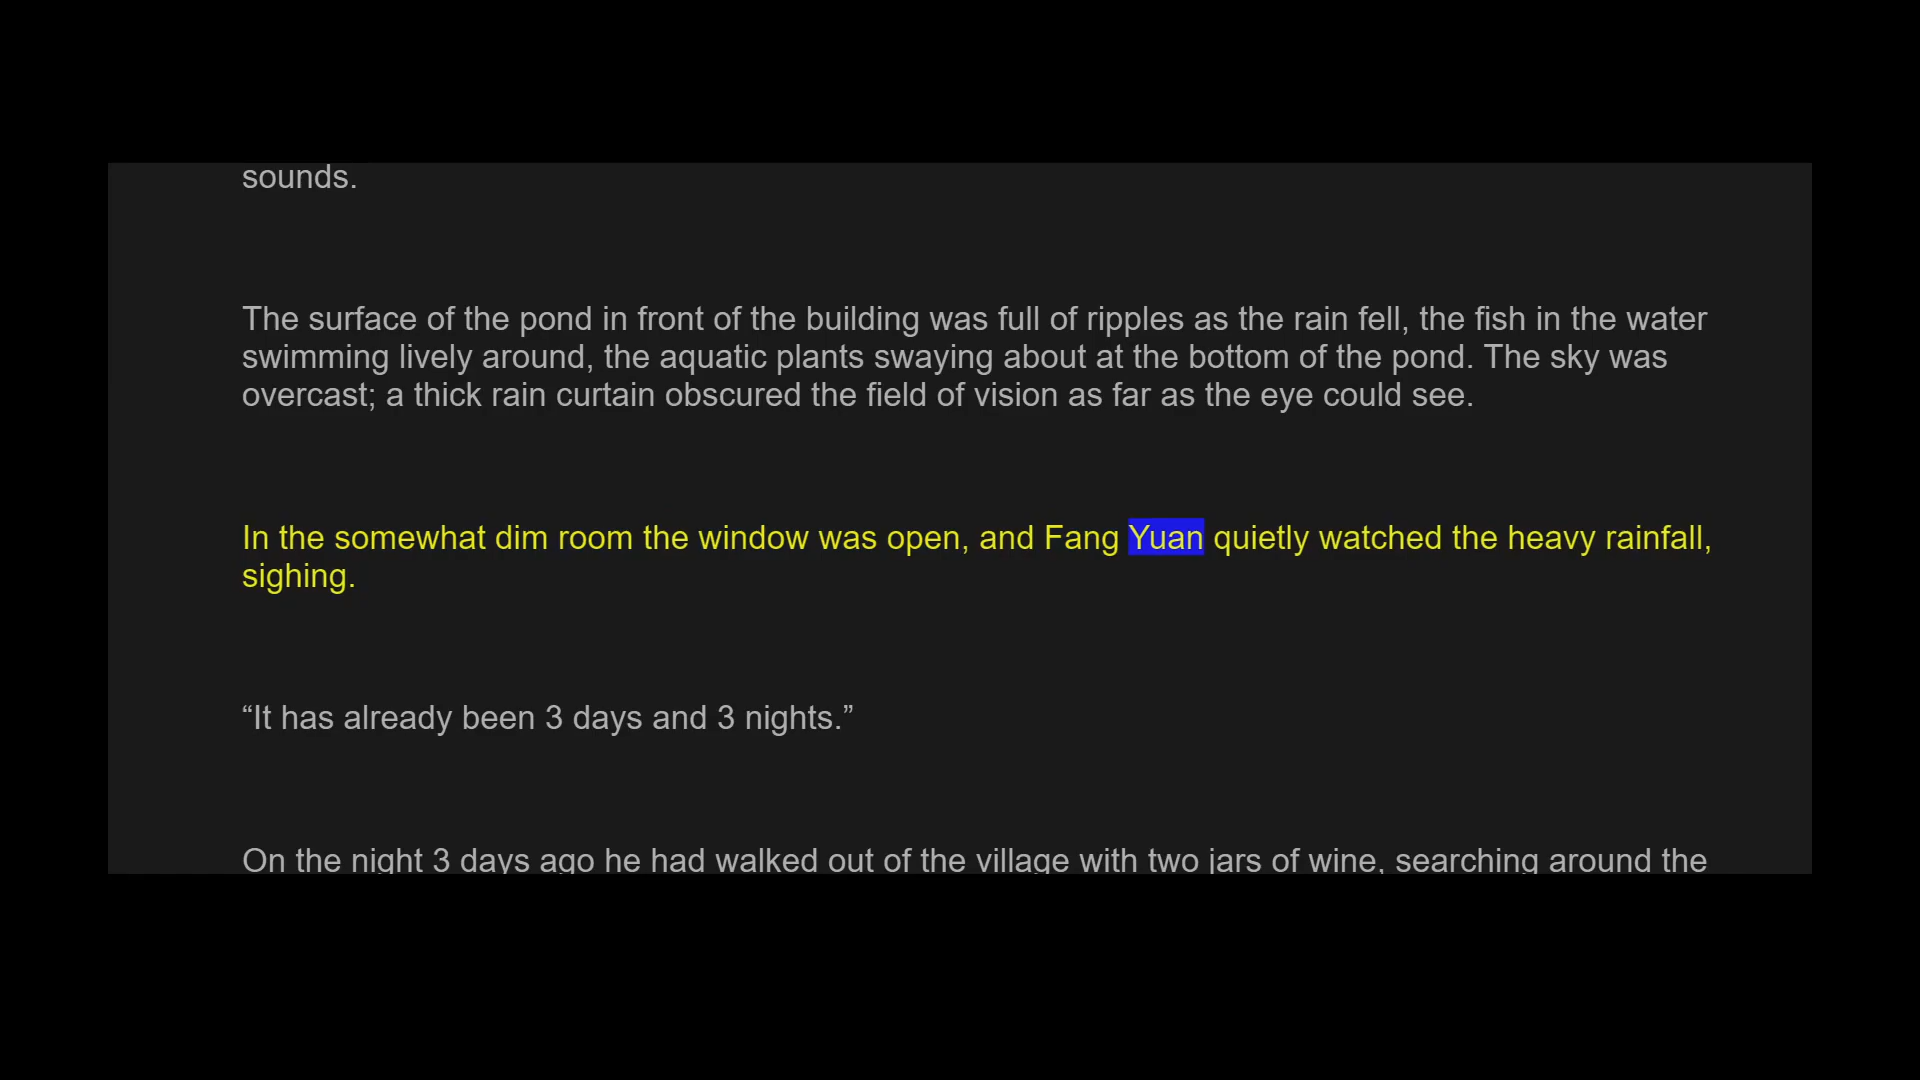 sounds.
The surface of the pond in front of the building was full of ripples as the rain fell, the fish in the water
swimming lively around, the aquatic plants swaying about at the bottom of the pond. The sky was
overcast; a thick rain curtain obscured the field of vision as far as the eye could see.
In the somewhat dim room the window was open, and Fang Yuan quietly watched the heavy rainfall,
sighing.
“It has already been 3 days and 3 nights.”
On the night 3 days ago he had walked out of the village with two jars of wine, searching around the